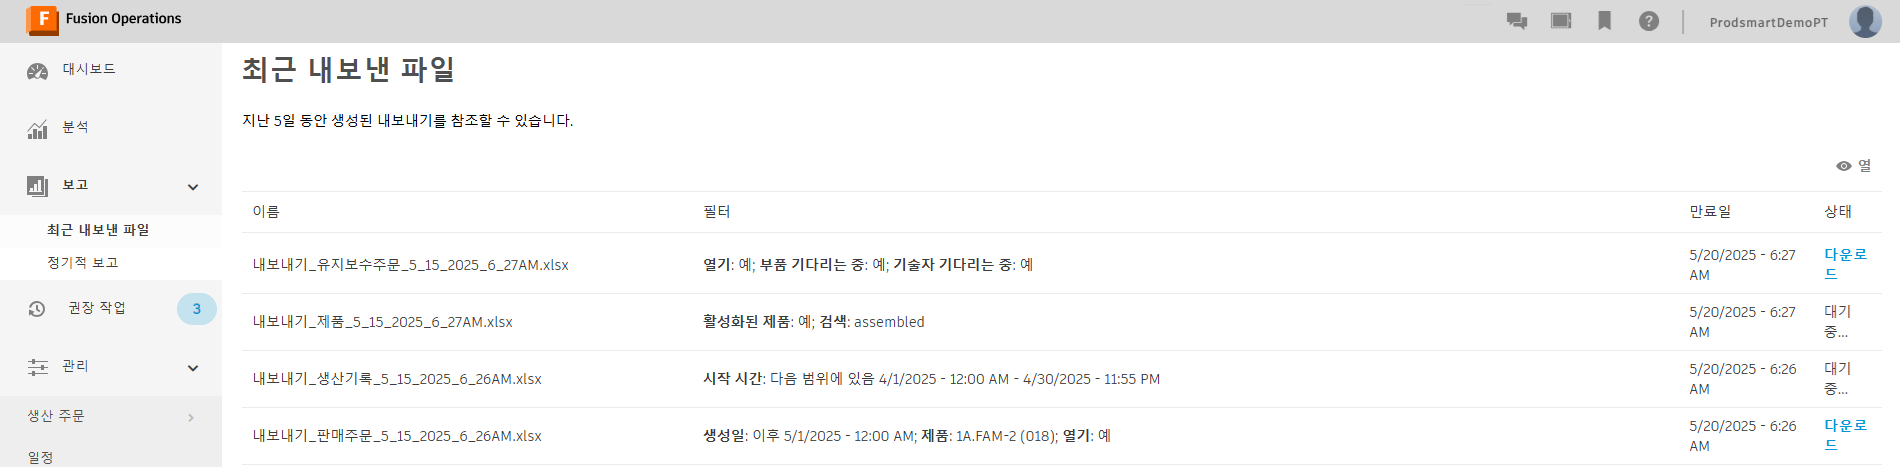 F Fusion Operations
ProdsmartDemoPT
대시보드
분석
보고
최근 내보낸 파일
정기적 보고
권장 작업 3
관리
생산 주문
일정
최근 내보낸 파일
지난 5일 동안 생성된 내보내기를 참조할 수 있습니다.
열
이름 필터 만료일 상태
내보내기_유지보수주문_5_15_2025_6_27AM.xlsx 열기: 예; 부품 기다리는 중: 예; 기술자 기다리는 중: 예 5/20/2025 - 6:27 다운로
AM 드
내보내기_제품_5_15_2025_6_27AM.xlsx 활성화된 제품: 예; 검색: assembled 5/20/2025 - 6:27 대기
AM 중...
내보내기_생산기록_5_15_2025_6_26AM.xlsx 시작 시간: 다음 범위에 있음 4/1/2025 - 12:00 AM - 4/30/2025 - 11:55 PM 5/20/2025 - 6:26 대기
AM 중...
내보내기_판매주문_5_15_2025_6_26AM.xlsx 생성일: 이후 5/1/2025 - 12:00 AM; 제품: 1A.FAM-2 (018); 열기: 예 5/20/2025 - 6:26 다운로
AM 드